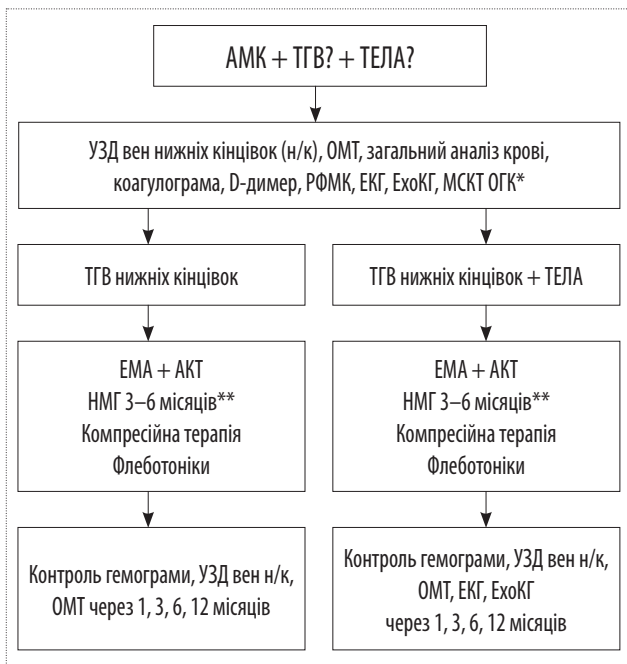 АМК + ТГВ? + ТЕЛА?
УЗД вен нижніх кінцівок (н/к), ОМТ, загальний аналіз крові,
коагулограма, D-димер, РФМК, ЕКГ, ЕхоКГ, МСКТ ОГК*
ТГВ нижніх кінцівок
ТГВ нижніх кінцівок + ТЕЛА
ЕМА + АКТ
НМГ 3–6 місяців**
Компресійна терапія
Флеботоніки
ЕМА + АКТ
НМГ 3–6 місяців**
Компресійна терапія
Флеботоніки
Контроль гемограми, УЗД вен н/к,
ОМТ через 1, 3, 6, 12 місяців
Контроль гемограми, УЗД вен н/к,
ОМТ, ЕКГ, ЕхоКГ
через 1, 3, 6, 12 місяців